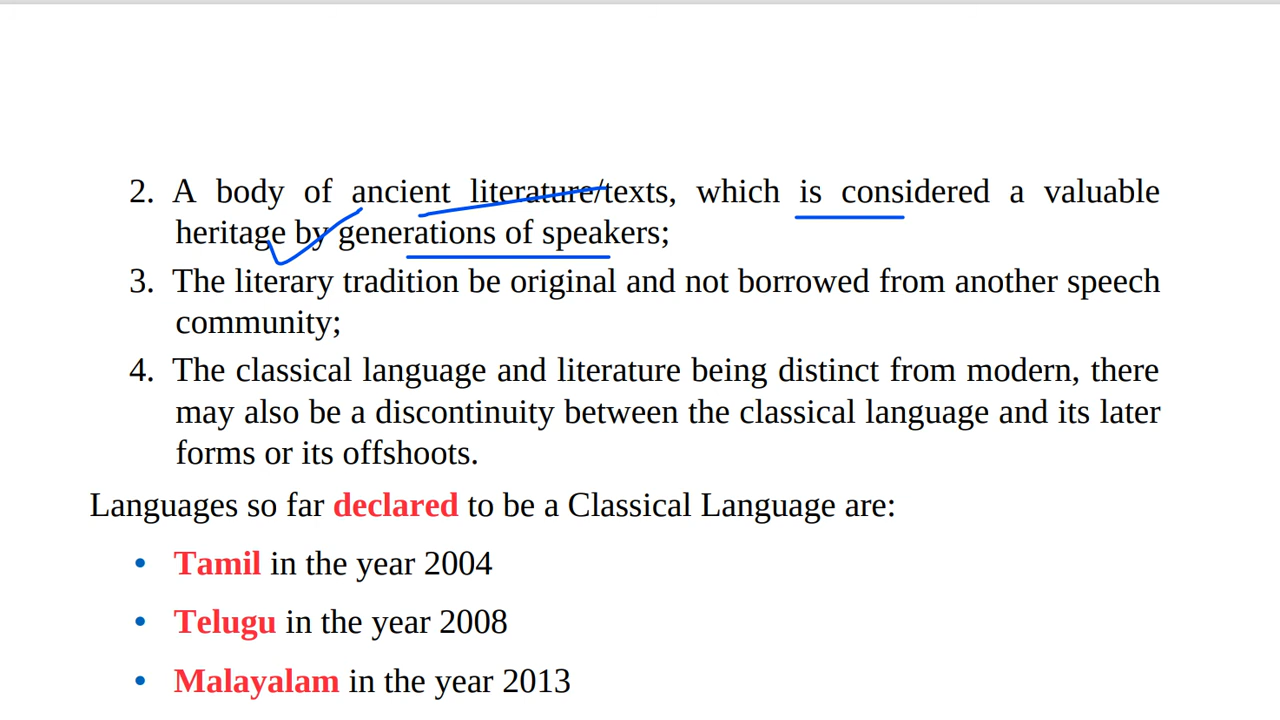 2. A body of ancient literature/texts, which is considered a valuable
heritage by generations of speakers;
3. The literary tradition be original and not borrowed from another speech
community;
4. The classical language and literature being distinct from modern, there
may also be a discontinuity between the classical language and its later
forms or its offshoots.
Languages so far declared to be a Classical Language are:
• Tamil in the year 2004
• Telugu in the year 2008
• Malayalam in the year 2013